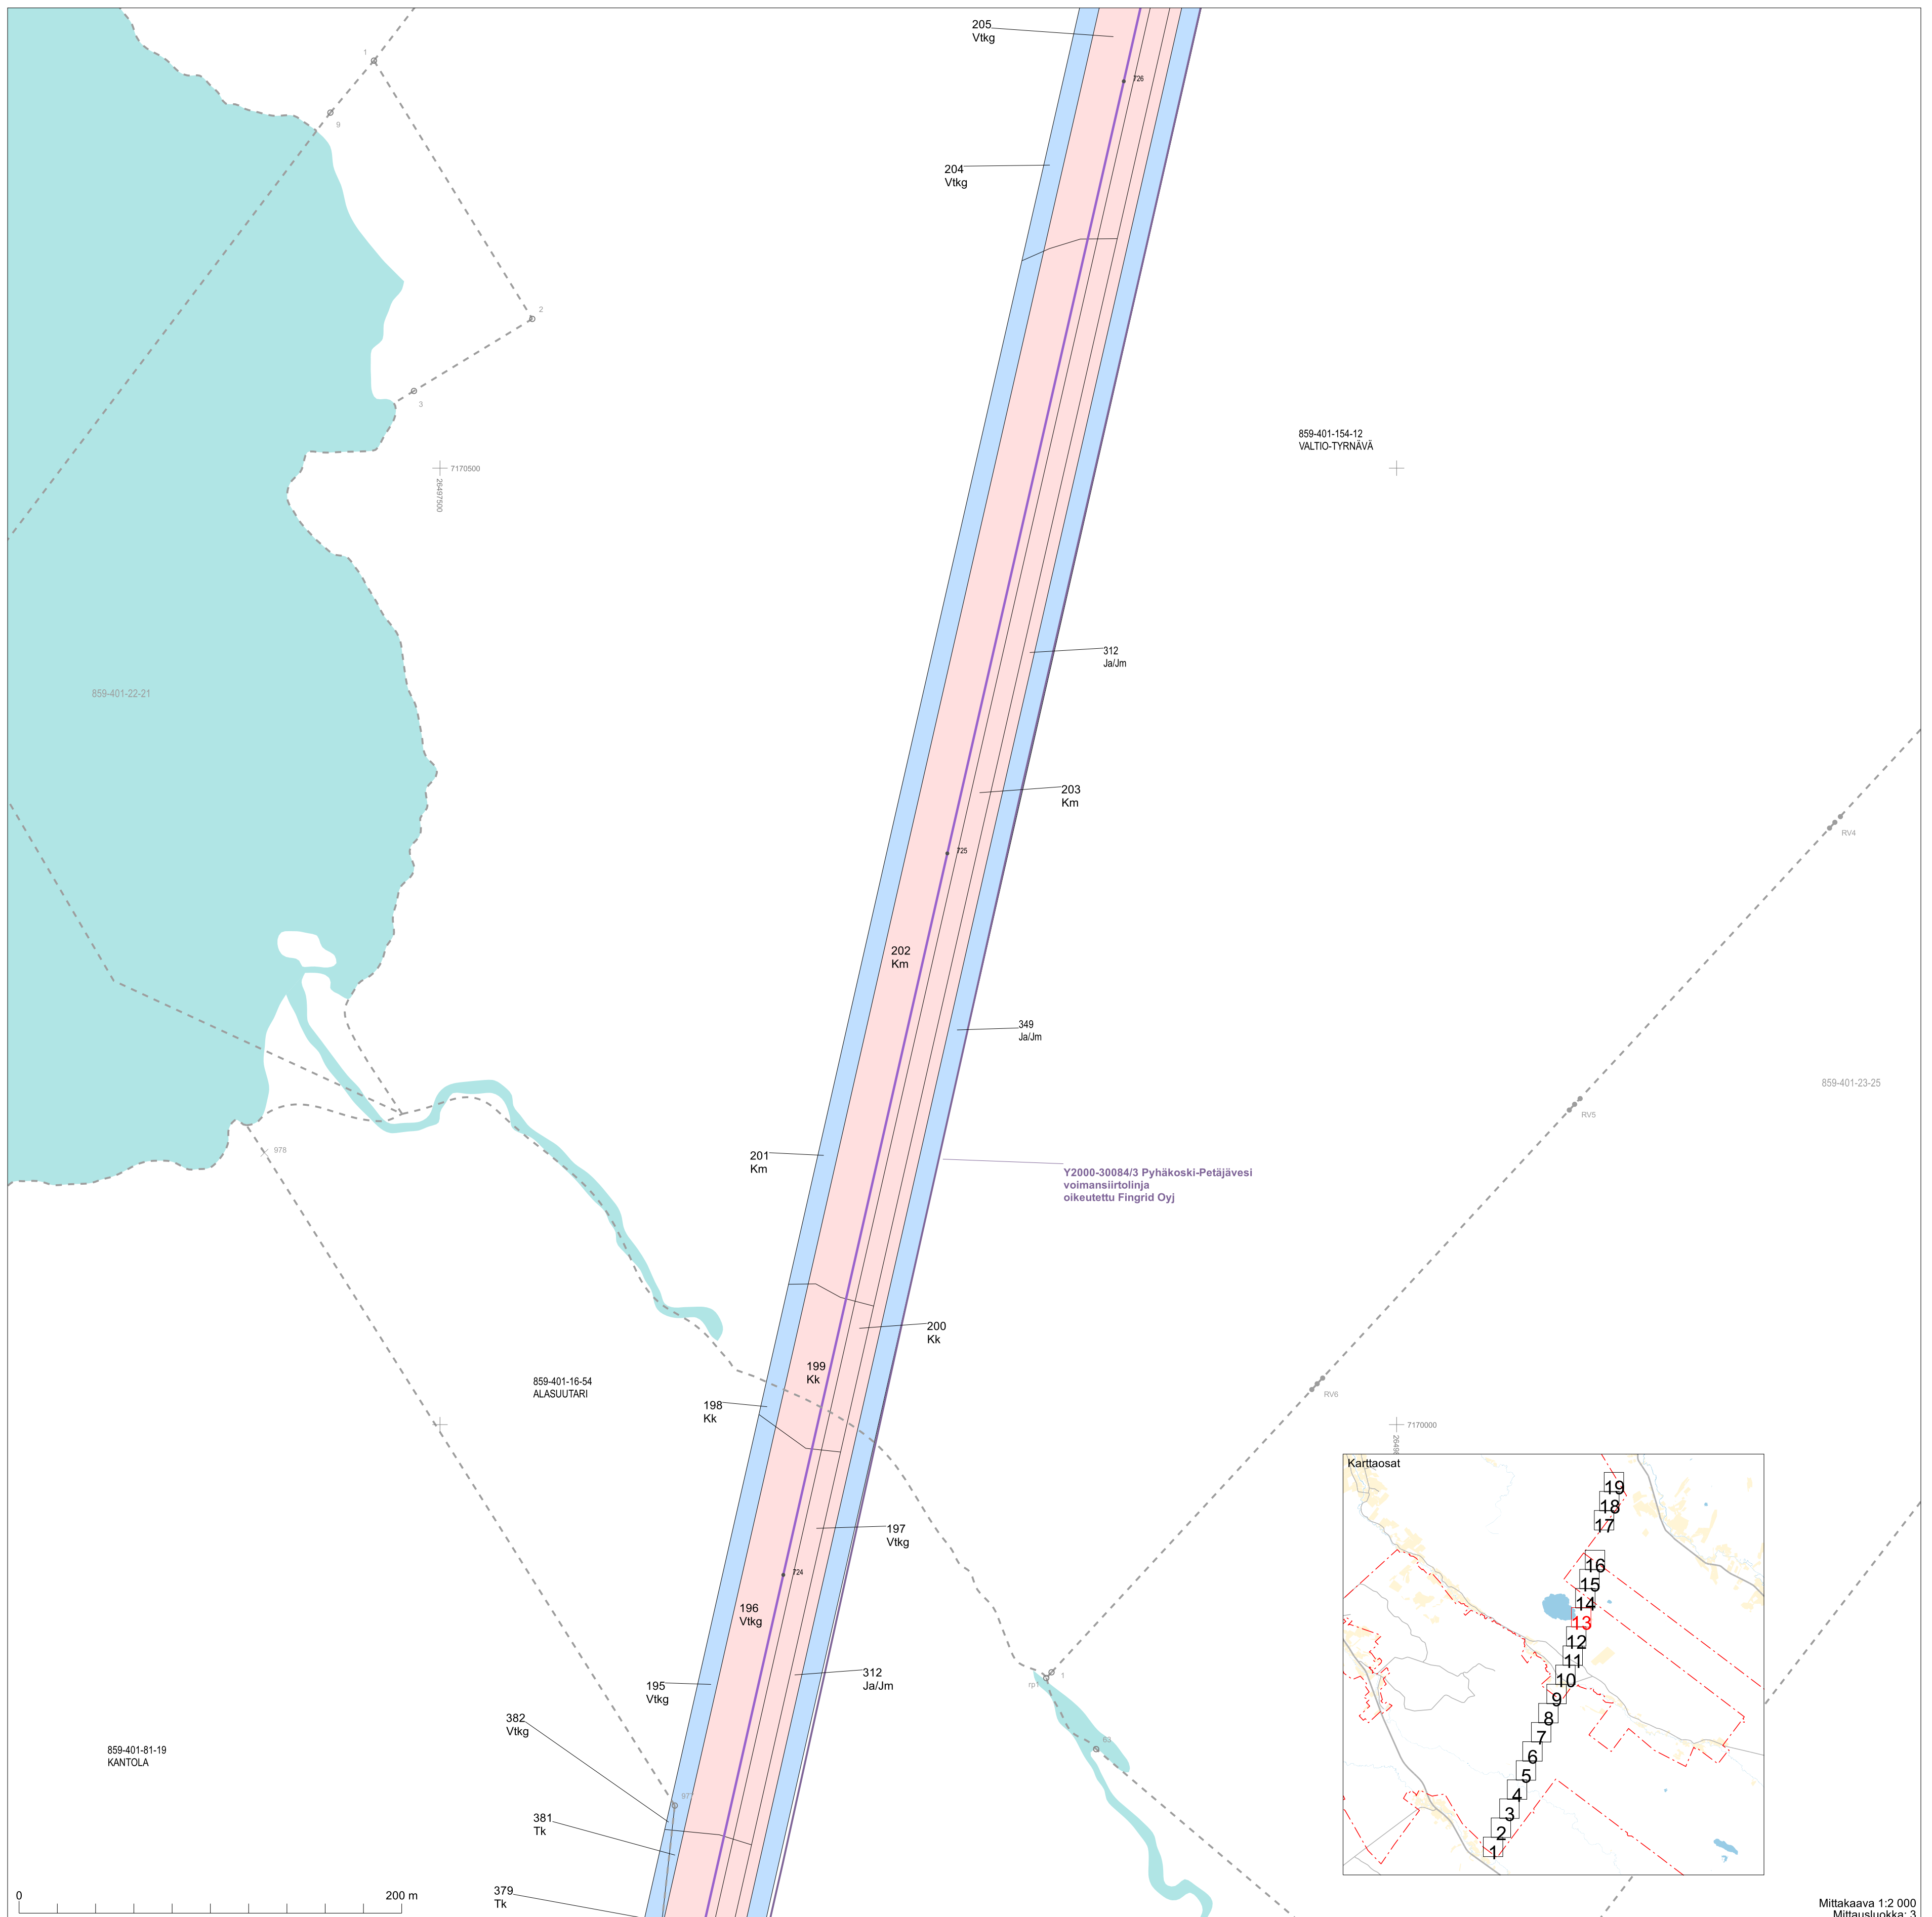 205
Vtkg
726
1
9
204
Vtkg
2
3
859-401-154-12
VALTIO-TYRNÄVÄ
7170500
26497500
312
Ja/Jm
859-401-22-21
203
Km
RV4
725
202
Km
349
Ja/Jm
859-401-23-25
RV5
978
201
Km
Y2000-30084/3 Pyhäkoski-Petäjävesi
voimansiirtolinja
oikeutettu Fingrid Oyj
200
Kk
199
Kk
859-401-16-54
ALASUUTARI
RV6
198
Kk
7170000
Karttaosat
19
18
17
16
15
14
13
12
11
10
9
8
7
6
5
4
3
2
1
197
Vtkg
724
196
Vtkg
312
Ja/Jm
1
rp1
195
Vtkg
382
Vtkg
63
859-401-81-19
KANTOLA
381
Tk
379
Tk
0
200 m
Mittakaava 1:2 000
Mittausluokka: 3